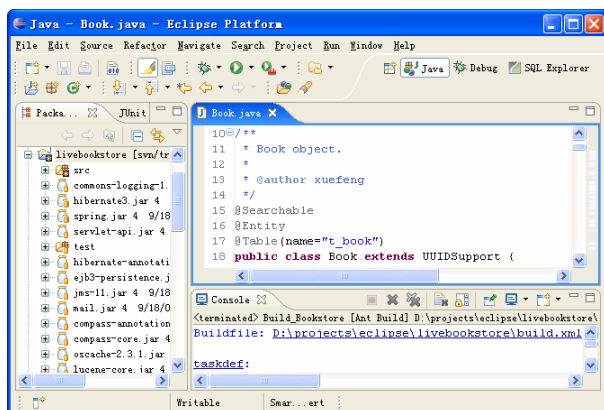 Java - Book.java - Eclipse Platform
File Edit Source Refactor Navigate Search Project Run Window Help
Java Debug SQL Explorer
Packa... JUnit
Book.java
livebookstore [svn/tr
src
commons-logging-1.
hibernate3.jar 4
spring.jar 4 9/18
servlet-api.jar 4
test
hibernate-annotati
ejb3-persistence.j
jms-11.jar 4 9/18
mail.jar 4 9/18/0
compass-annotation
compass-core.jar 4
oscache-2.3.1.jar
lucene-core.jar 4
10 /**
11 * Book object.
12 *
13 * @author xuefeng
14 */
15 @Searchable
16 @Entity
17 @Table(name="t_book")
18 public class Book extends UUIDSupport {
Console
<terminated> Build_Bookstore [Ant Build] D:\projects\eclipse\livebookstore\
Buildfile: D:\projects\eclipse\livebookstore\build.xml
taskdef:
Writable Smar...ert